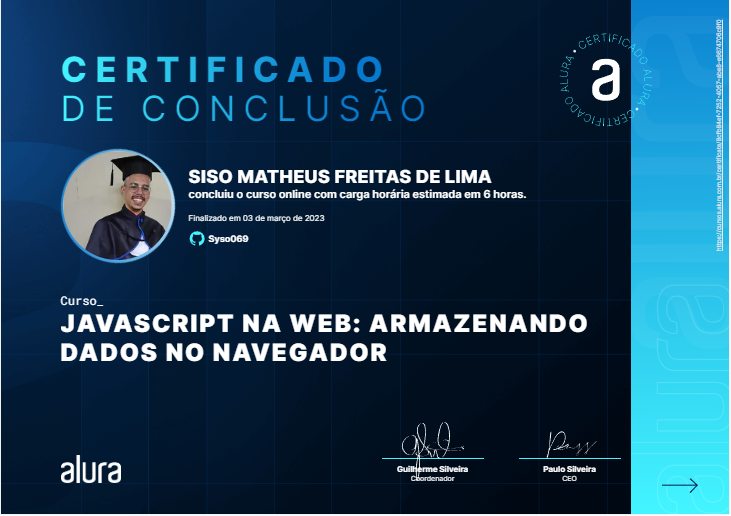 CERTIFICADO
DE CONCLUSÃO
CERTIFICADO ALURA • CERTIFICADO ALURA •
a
SISO MATHEUS FREITAS DE LIMA
concluiu o curso online com carga horária estimada em 6 horas.
Finalizado em 03 de março de 2023
Syso069
Curso_
JAVASCRIPT NA WEB: ARMAZENANDO
DADOS NO NAVEGADOR
alura
Guilherme Silveira
Coordenador
Paulo Silveira
CEO
alura